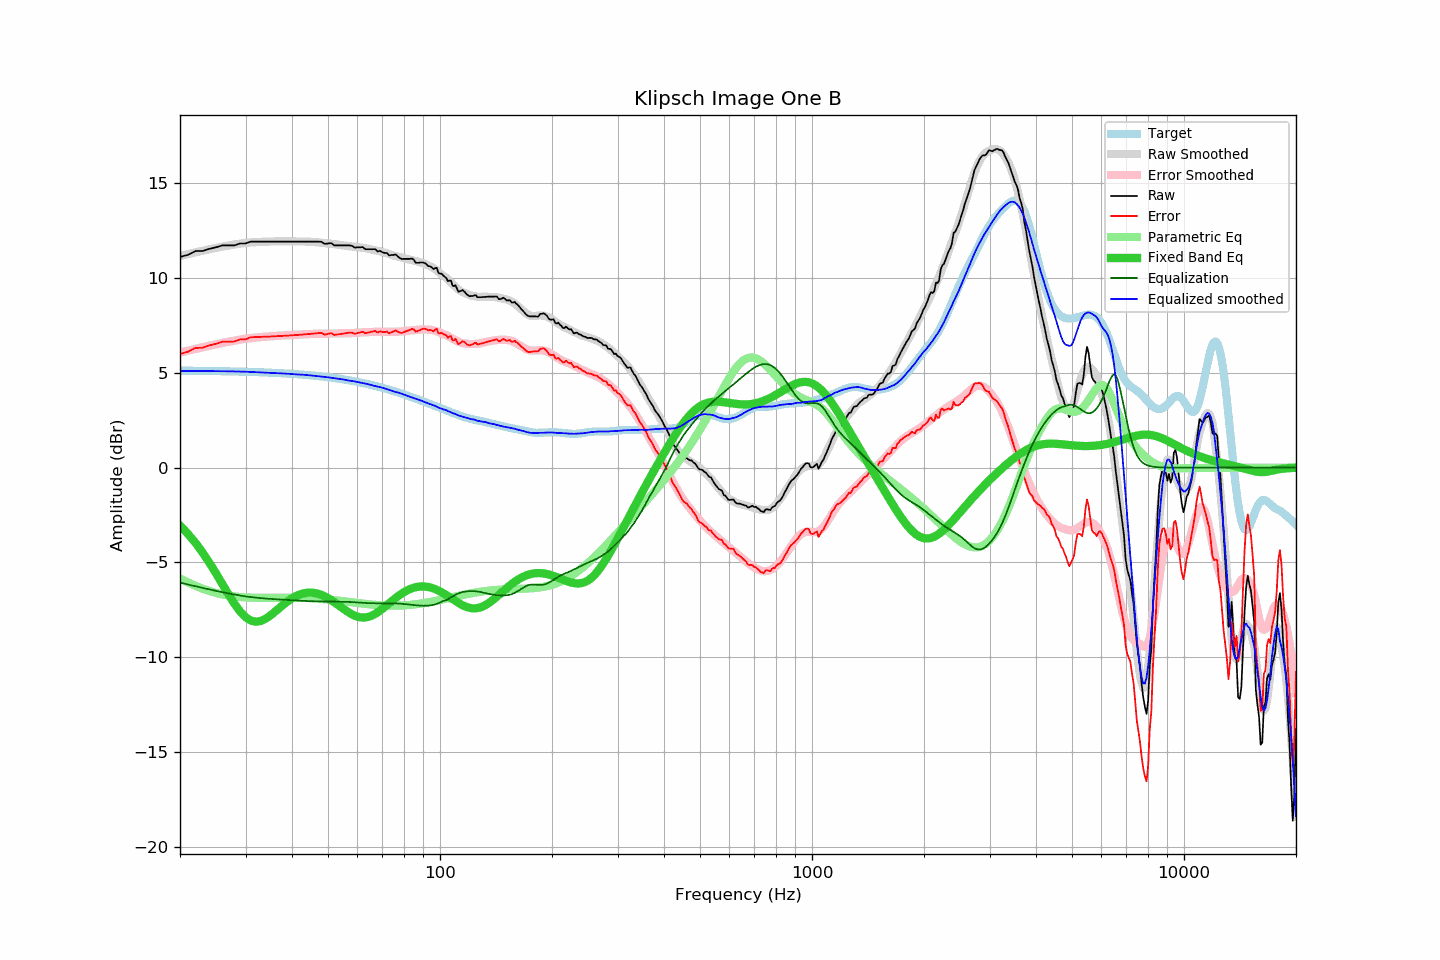 Klipsch Image One B
Target
Raw Smoothed
Error Smoothed
Raw
Error
Parametric Eq
Fixed Band Eq
Equalization
Equalized smoothed
15
10
5
0
−5
−10
−15
−20
Amplitude (dBr)
100
1000
10000
Frequency (Hz)